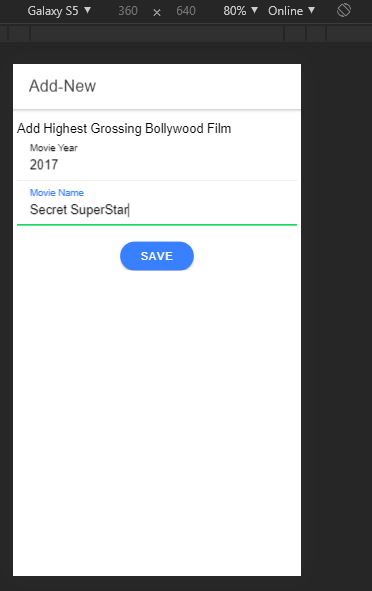 Galaxy S5 ▼ 360 × 640 80% ▼ Online ▼
Add-New
Add Highest Grossing Bollywood Film
Movie Year
2017
Movie Name
Secret SuperStar
SAVE